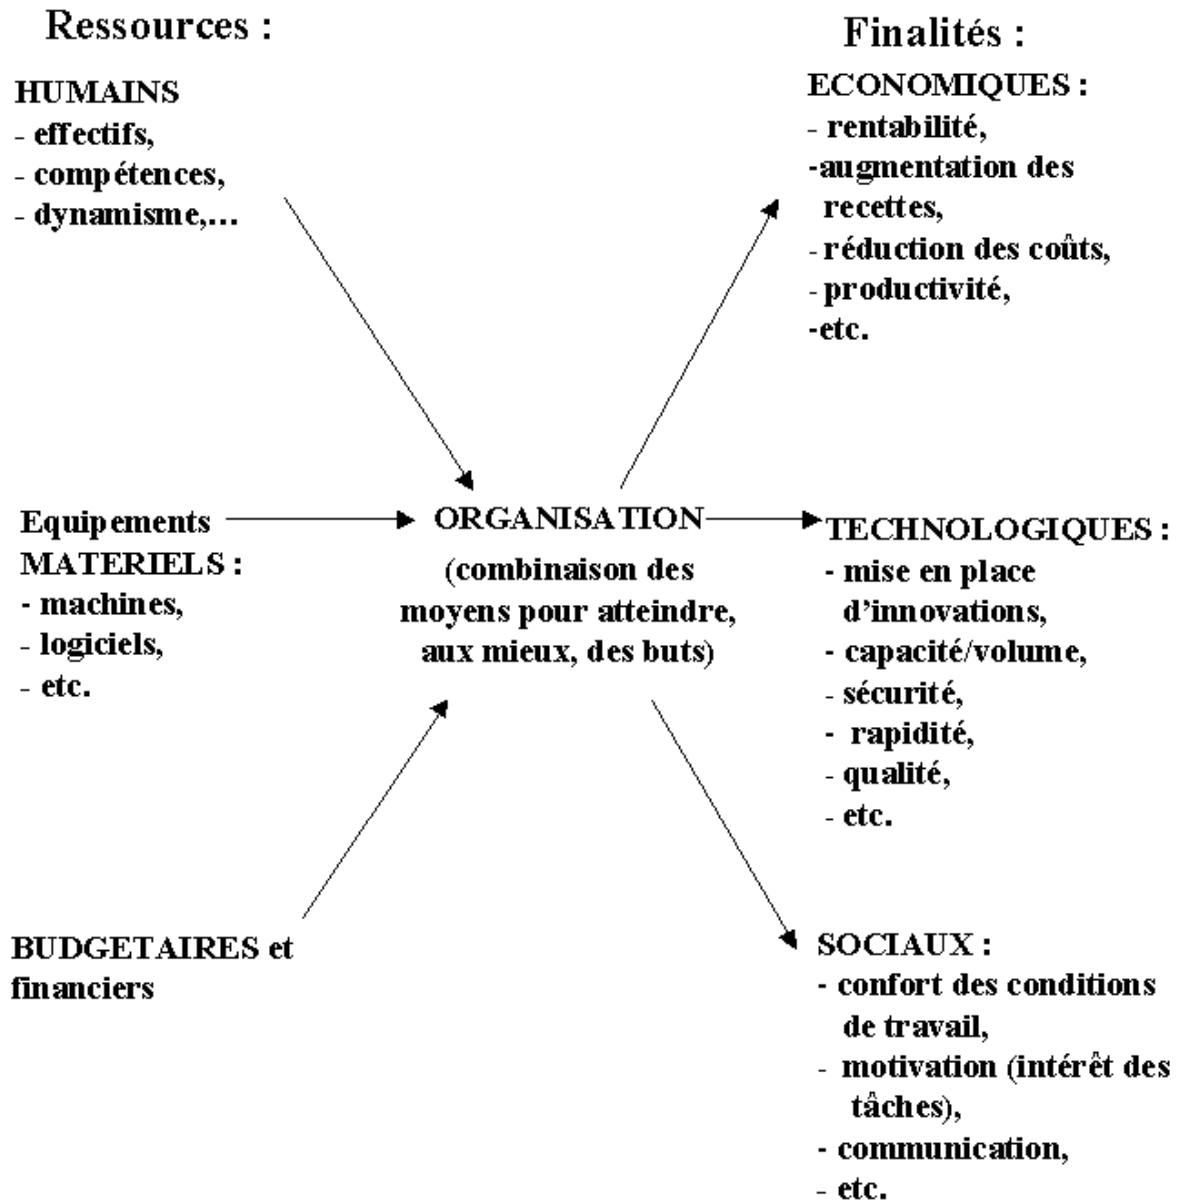 Ressources :
HUMAINS
- effectifs,
- compétences,
- dynamisme,...
Equipements
MATERIELS :
- machines,
- logiciels,
- etc.
BUDGETAIRES et
financiers
ORGANISATION
(combinaison des
moyens pour atteindre,
aux mieux, des buts)
Finalités :
ECONOMIQUES :
- rentabilité,
-augmentation des
recettes,
- réduction des coûts,
- productivité,
-etc.
TECHNOLOGIQUES :
- mise en place
d'innovations,
- capacité/volume,
- sécurité,
- rapidité,
- qualité,
- etc.
SOCIAUX :
- confort des conditions
de travail,
- motivation (intérêt des
tâches),
- communication,
- etc.